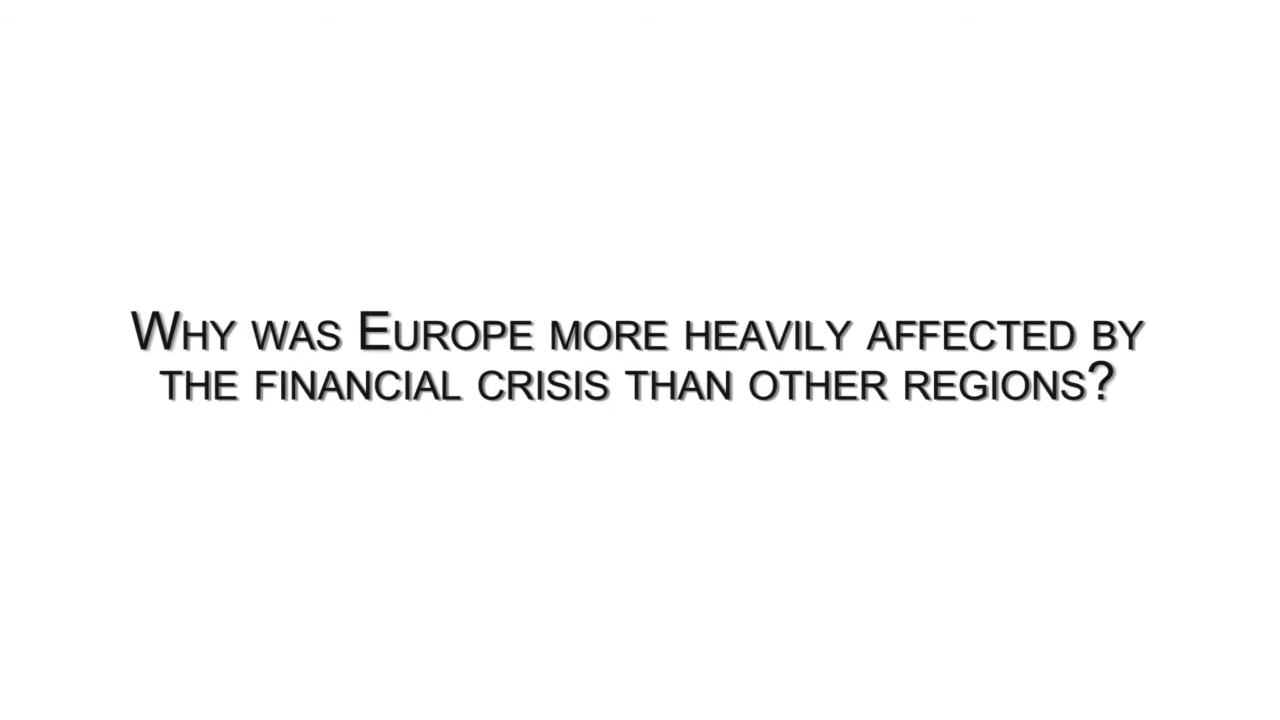 Why was Europe more heavily affected by
the financial crisis than other regions?